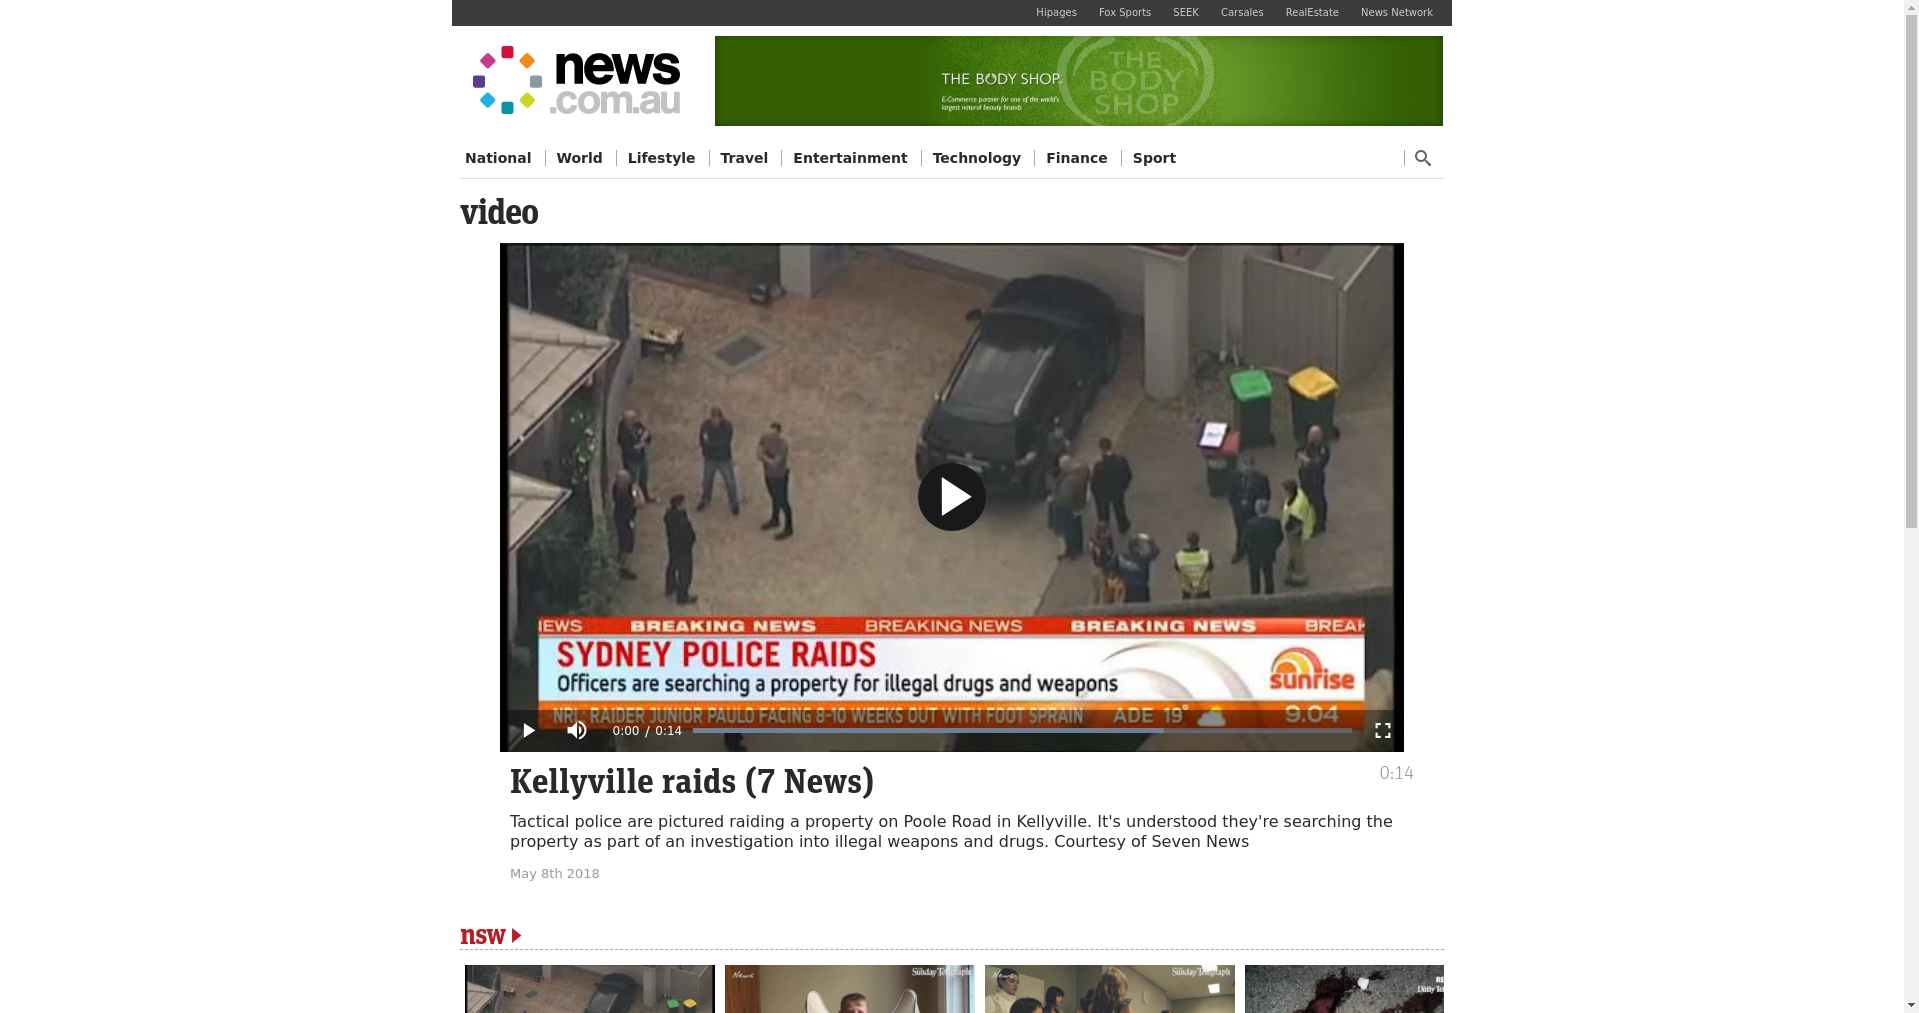 Hipages Fox Sports SEEK Carsales RealEstate News Network
news
.com.au
THE BODY SHOP.
E-Commerce partner for one of the world's
largest natural beauty brands
THE
BODY
SHOP
National World Lifestyle Travel Entertainment Technology Finance Sport
video
IEWS BREAKING NEWS BREAKING NEWS BREAKING NEWS BREAK
SYDNEY POLICE RAIDS
Officers are searching a property for illegal drugs and weapons
sunrise
NRL: RAIDER JUNIOR PAULO FACING 8-10 WEEKS OUT WITH FOOT SPRAIN ADE 19° 9.04
0:00 / 0:14
Kellyville raids (7 News)
0:14
Tactical police are pictured raiding a property on Poole Road in Kellyville. It's understood they're searching the
property as part of an investigation into illegal weapons and drugs. Courtesy of Seven News
May 8th 2018
nsw
News Sunday Telegraph
News Sunday Telegraph